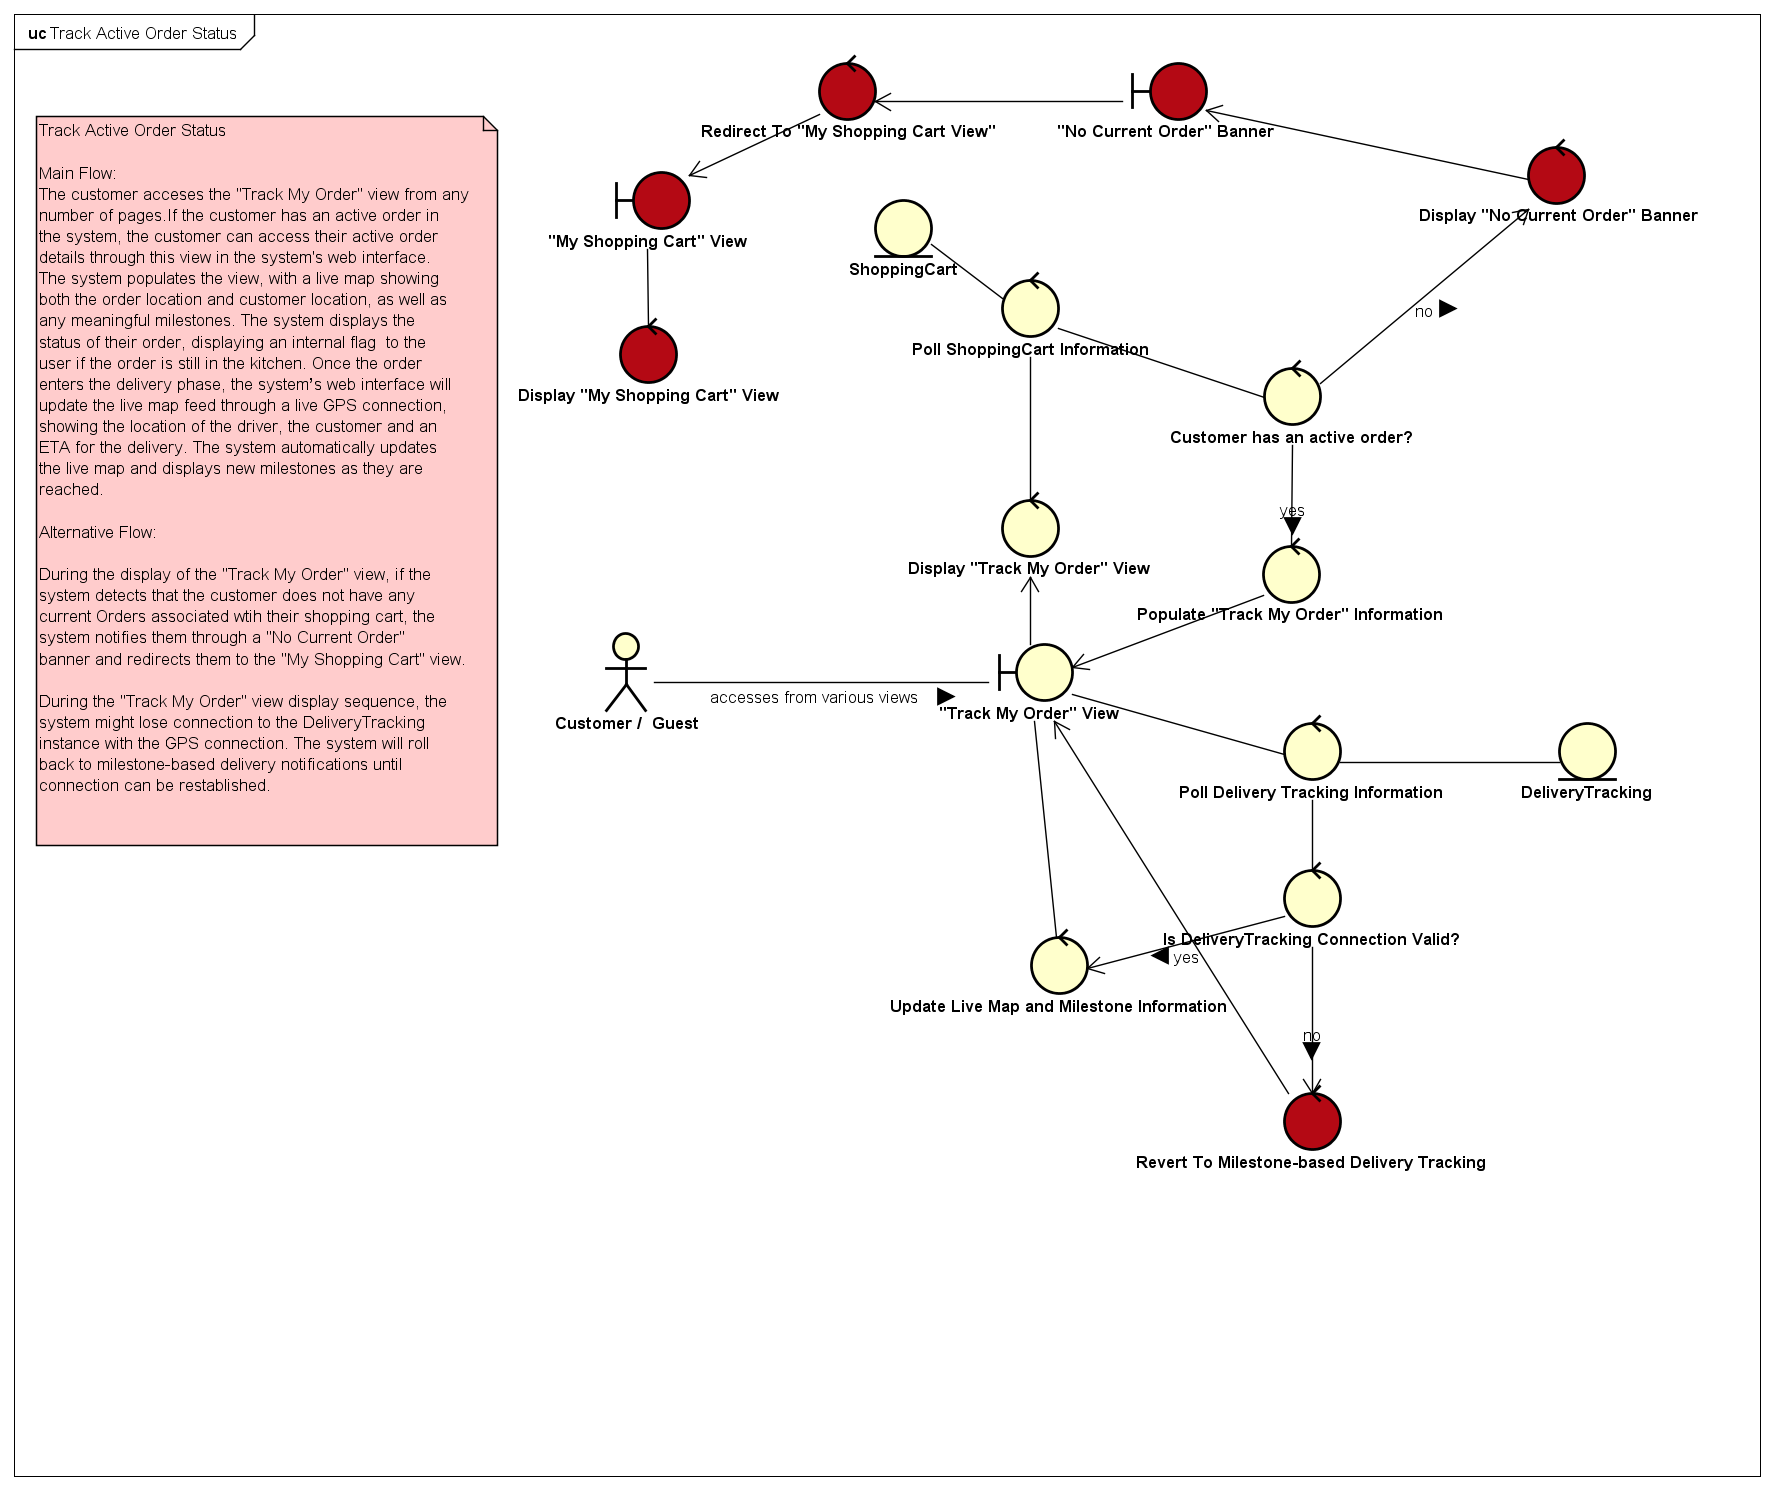 uc Track Active Order Status
Track Active Order Status
Main Flow:
The customer acceses the "Track My Order" view from any
number of pages.If the customer has an active order in
the system, the customer can access their active order
details through this view in the system's web interface.
The system populates the view, with a live map showing
both the order location and customer location, as well as
any meaningful milestones. The system displays the
status of their order, displaying an internal flag  to the
user if the order is still in the kitchen. Once the order
enters the delivery phase, the system’s web interface will
update the live map feed through a live GPS connection,
showing the location of the driver, the customer and an
ETA for the delivery. The system automatically updates
the live map and displays new milestones as they are
reached.
Alternative Flow:
During the display of the "Track My Order" view, if the
system detects that the customer does not have any
current Orders associated wtih their shopping cart, the
system notifies them through a "No Current Order"
banner and redirects them to the "My Shopping Cart" view.
During the "Track My Order" view display sequence, the
system might lose connection to the DeliveryTracking
instance with the GPS connection. The system will roll
back to milestone-based delivery notifications until
connection can be restablished.
Redirect To "My Shopping Cart View"
"No Current Order" Banner
Display "No Current Order" Banner
"My Shopping Cart" View
ShoppingCart
no
Poll ShoppingCart Information
Display "My Shopping Cart" View
Customer has an active order?
yes
Display "Track My Order" View
Populate "Track My Order" Information
accesses from various views
"Track My Order" View
Customer /  Guest
Poll Delivery Tracking Information
DeliveryTracking
Is DeliveryTracking Connection Valid?
yes
Update Live Map and Milestone Information
no
Revert To Milestone-based Delivery Tracking